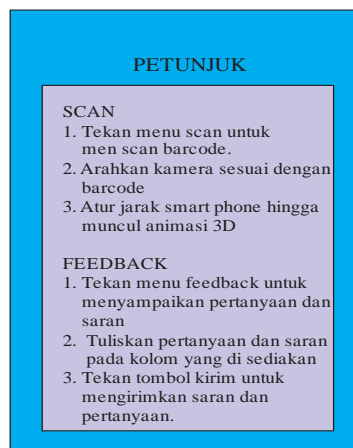 PETUNJUK
SCAN
1. Tekan menu scan untuk
men scan barcode.
2. Arahkan kamera sesuai dengan
barcode
3. Atur jarak smart phone hingga
muncul animasi 3D
FEEDBACK
1. Tekan menu feedback untuk
menyampaikan pertanyaan dan
saran
2. Tuliskan pertanyaan dan saran
pada kolom yang di sediakan
3. Tekan tombol kirim untuk
mengirimkan saran dan
pertanyaan.